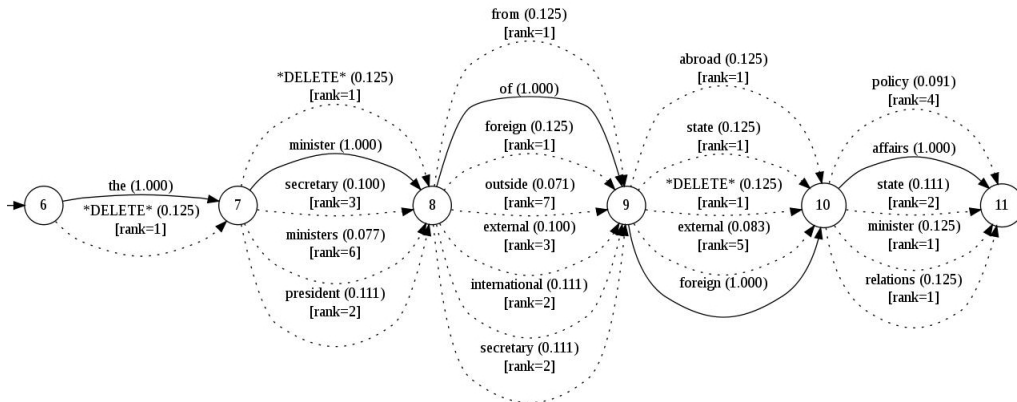 6
the (1.000)
*DELETE* (0.125)
[rank=1]
7
*DELETE* (0.125)
[rank=1]
minister (1.000)
secretary (0.100)
[rank=3]
ministers (0.077)
[rank=6]
president (0.111)
[rank=2]
8
from (0.125)
[rank=1]
of (1.000)
foreign (0.125)
[rank=1]
outside (0.071)
[rank=7]
external (0.100)
[rank=3]
international (0.111)
[rank=2]
secretary (0.111)
[rank=2]
9
abroad (0.125)
[rank=1]
state (0.125)
[rank=1]
*DELETE* (0.125)
[rank=1]
external (0.083)
[rank=5]
foreign (1.000)
10
policy (0.091)
[rank=4]
affairs (1.000)
state (0.111)
[rank=2]
minister (0.125)
[rank=1]
relations (0.125)
[rank=1]
11